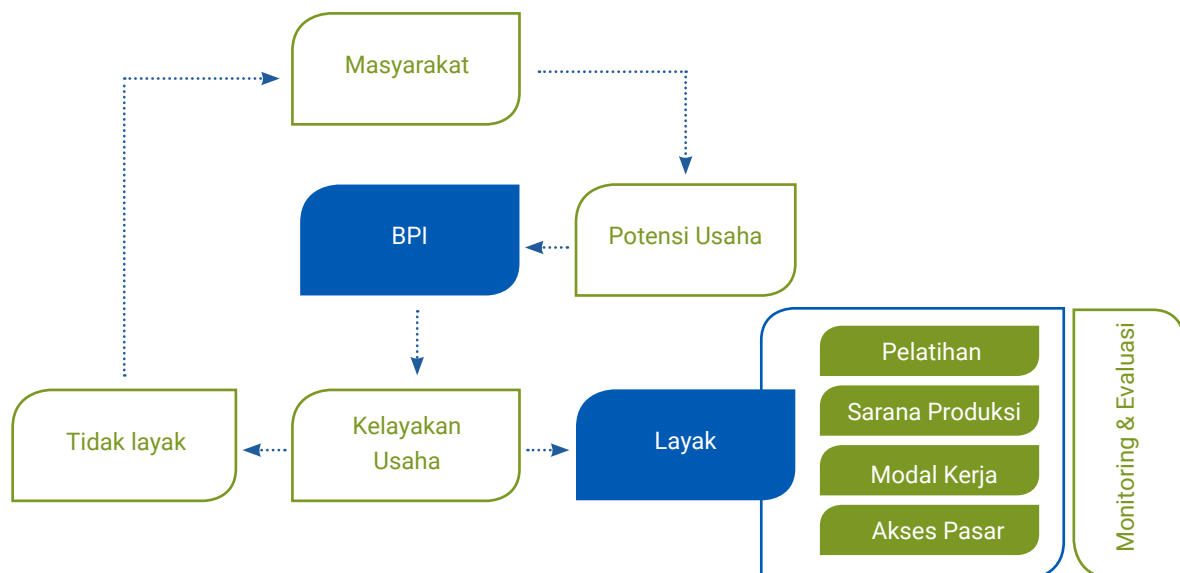 Masyarakat
BPI
Potensi Usaha
Tidak layak
Kelayakan
Usaha
Layak
Pelatihan
Sarana Produksi
Modal Kerja
Akses Pasar
Monitoring & Evaluasi